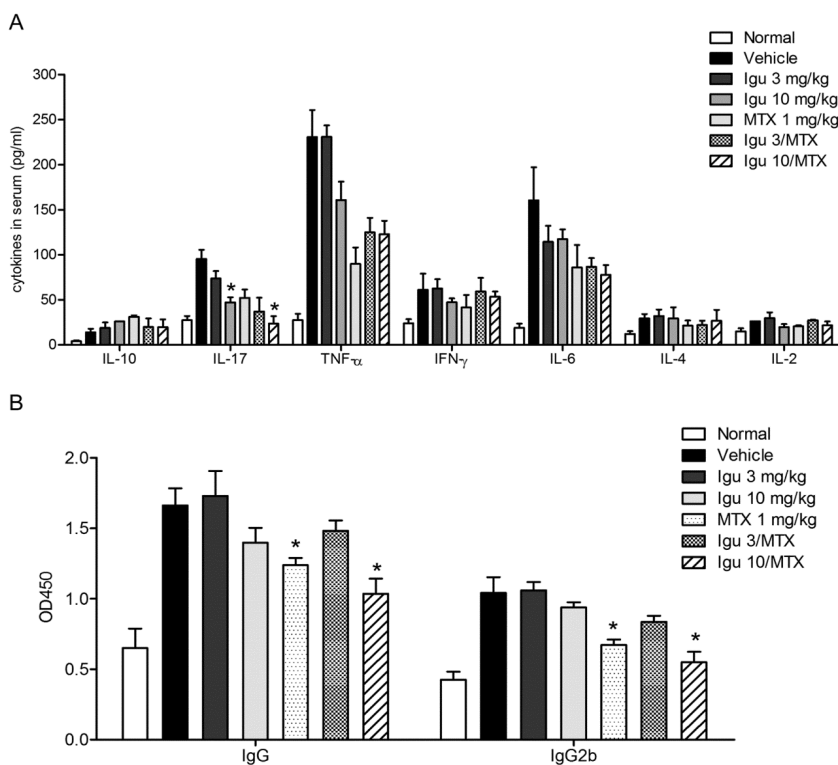 A
Normal
Vehicle
Igu 3 mg/kg
Igu 10 mg/kg
MTX 1 mg/kg
Igu 3/MTX
Igu 10/MTX
cytokines in serum (pg/ml)
300
250
200
150
100
50
0
* *
IL-10 IL-17 TNF-α IFNγ IL-6 IL-4 IL-2
B
Normal
Vehicle
Igu 3 mg/kg
Igu 10 mg/kg
MTX 1 mg/kg
Igu 3/MTX
Igu 10/MTX
OD450
2.0
1.5
1.0
0.5
0.0
* * * *
IgG IgG2b